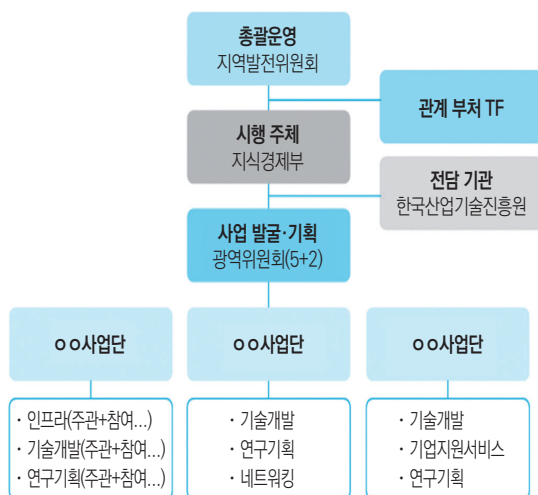 총괄운영
지역발전위원회
관계 부처 TF
시행 주체
지식경제부
전담 기관
한국산업기술진흥원
사업 발굴·기획
광역위원회(5+2)
ㅇㅇ사업단
ㅇㅇ사업단
ㅇㅇ사업단
· 인프라(주관+참여...)
· 기술개발(주관+참여...)
· 연구기획(주관+참여...)
· 기술개발
· 연구기획
· 네트워킹
· 기술개발
· 기업지원서비스
· 연구기획